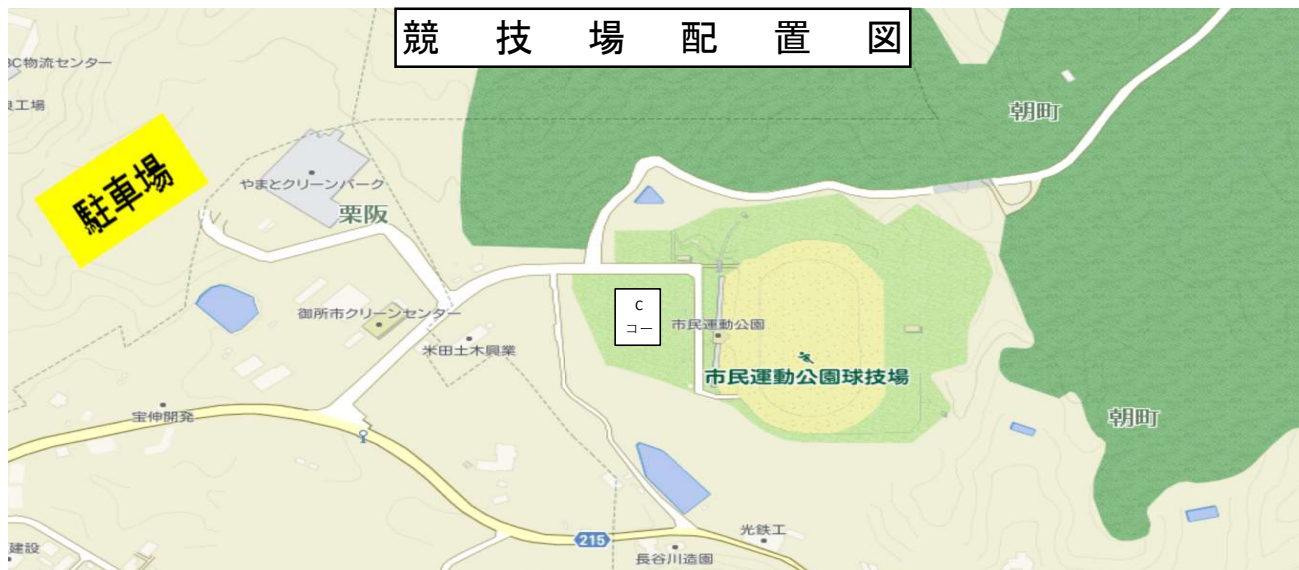 競技場配置図
BC物流センター
良工場
駐車場
やまとクリーンパーク
栗阪
朝町
御所市クリーンセンター
米田土木興業
C
コー
市民運動公園
市民運動公園球技場
宝伸開発
朝町
215
光鉄工
長谷川造園
建設